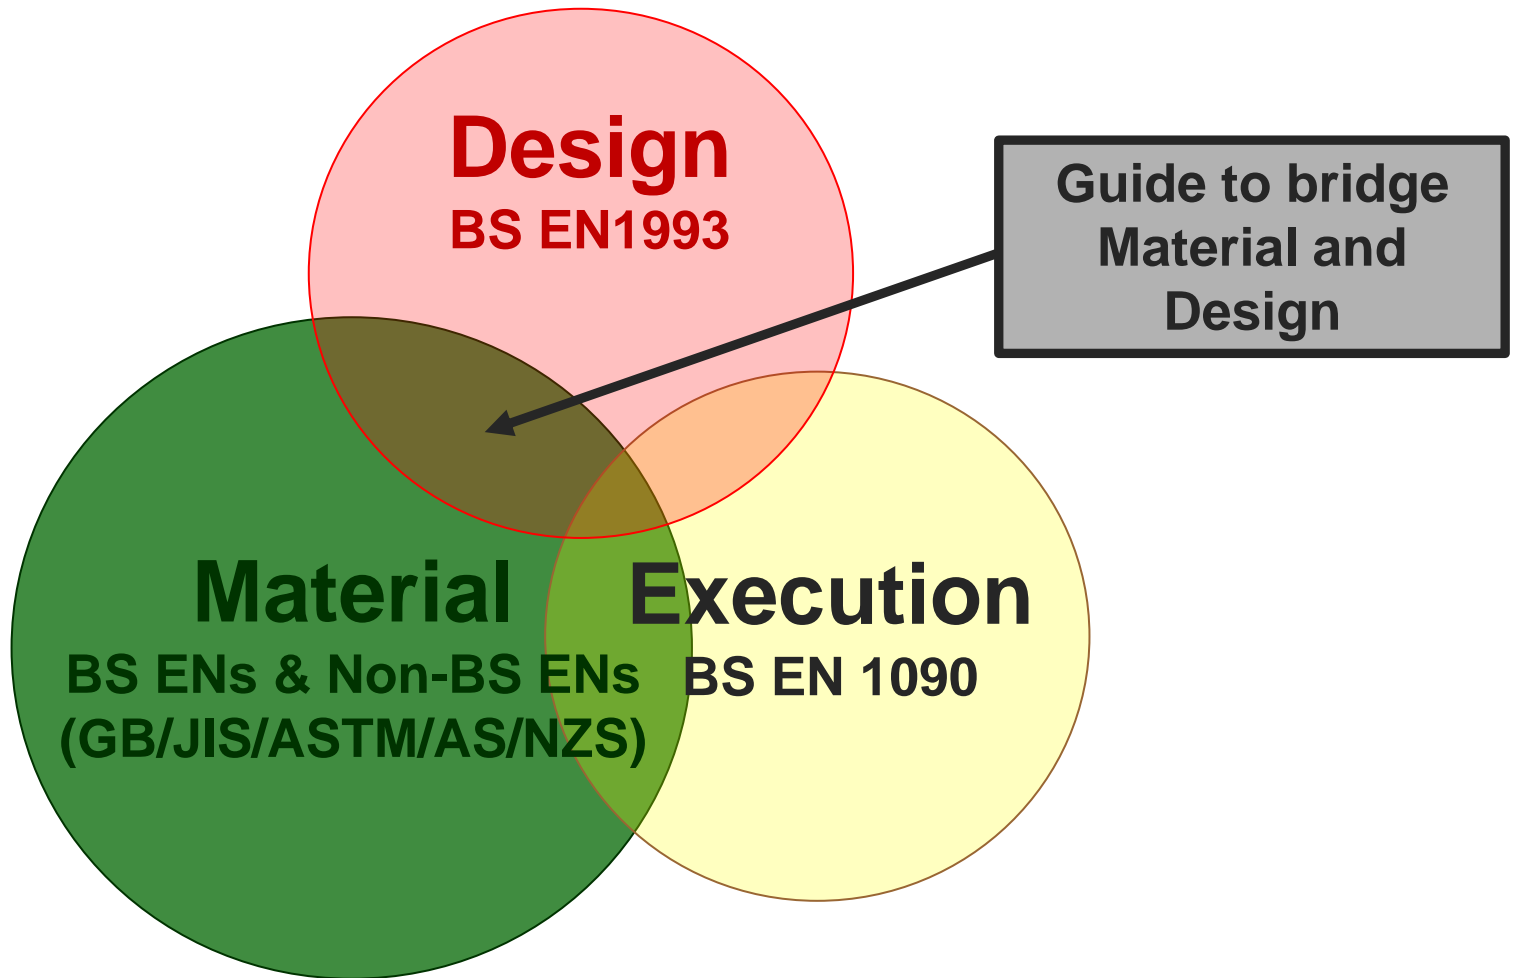 Design
BS EN1993
Guide to bridge
Material and
Design
Material
BS ENs & Non-BS ENs
(GB/JIS/ASTM/AS/NZS)
Execution
BS EN 1090